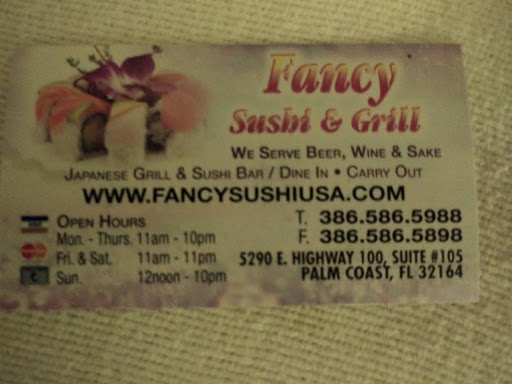 Fancy
Sushi & Grill
WE SERVE BEER, WINE & SAKE
JAPANESE GRILL & SUSHI BAR / DINE IN • CARRY OUT
WWW.FANCYSUSHIUSA.COM
OPEN HOURS
Mon. - Thurs. 11am - 10pm
Fri. & Sat. 11am - 11pm
Sun. 12noon - 10pm
T. 386.586.5988
F. 386.586.5898
5290 E. HIGHWAY 100, SUITE #105
PALM COAST, FL 32164